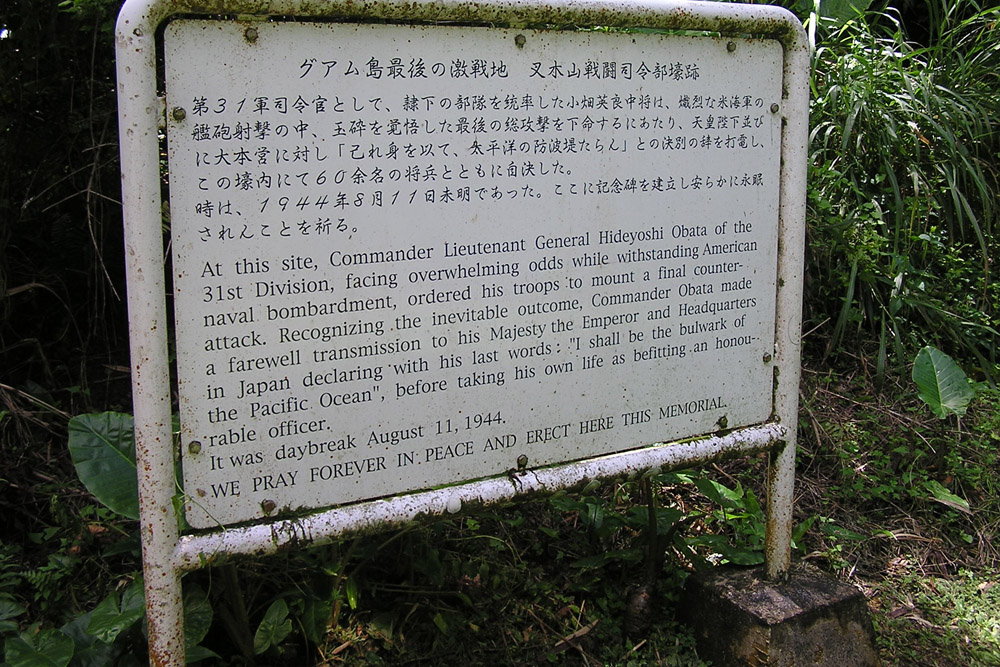 グアム島最後の激戦地　叉木山戦闘司令部壕跡
第31軍司令官として、隷下の部隊を統率した小畑英良中将は、熾烈な米海軍の
艦砲射撃の中、玉砕を覚悟した最後の総攻撃を下命するにあたり、天皇陛下並び
に大本営に対し「己れ身を以て、太平洋の防波堤たらん」との決別の辞を打電し、
この壕内にて60余名の将兵とともに自決した。
時は、1944年8月11日未明であった。ここに記念碑を建立し安らかに永眠
されんことを祈る。
At this site, Commander Lieutenant General Hideyoshi Obata of the
31st Division, facing overwhelming odds while withstanding American
naval bombardment, ordered his troops to mount a final counter-
attack. Recognizing the inevitable outcome, Commander Obata made
a farewell transmission to his Majesty the Emperor and Headquarters
in Japan declaring with his last words : "I shall be the bulwark of
the Pacific Ocean", before taking his own life as befitting an honou-
rable officer.
It was daybreak August 11, 1944.
WE PRAY FOREVER IN PEACE AND ERECT HERE THIS MEMORIAL.